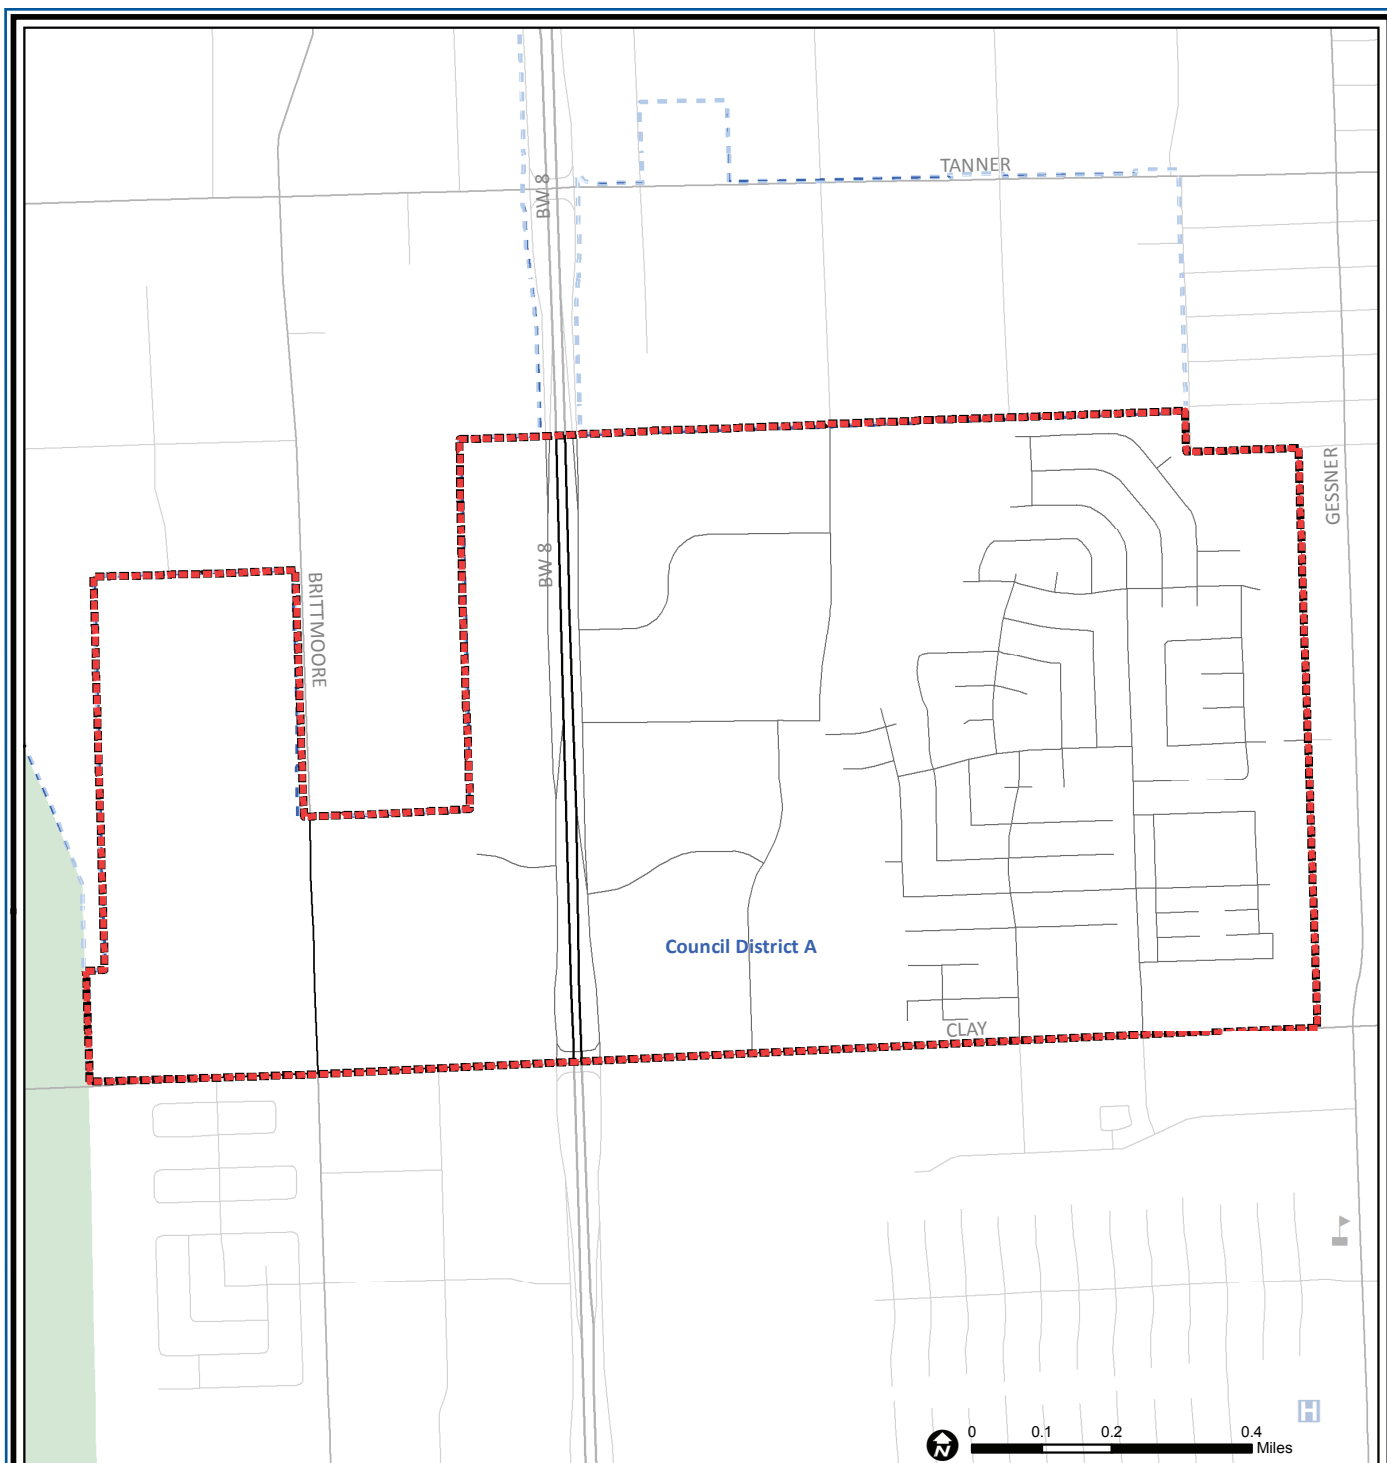 TANNER
BW 8
GESSNER
BW 8
BRITTMOORE
Council District A
CLAY
H
N
0 0.1 0.2 0.4
Miles